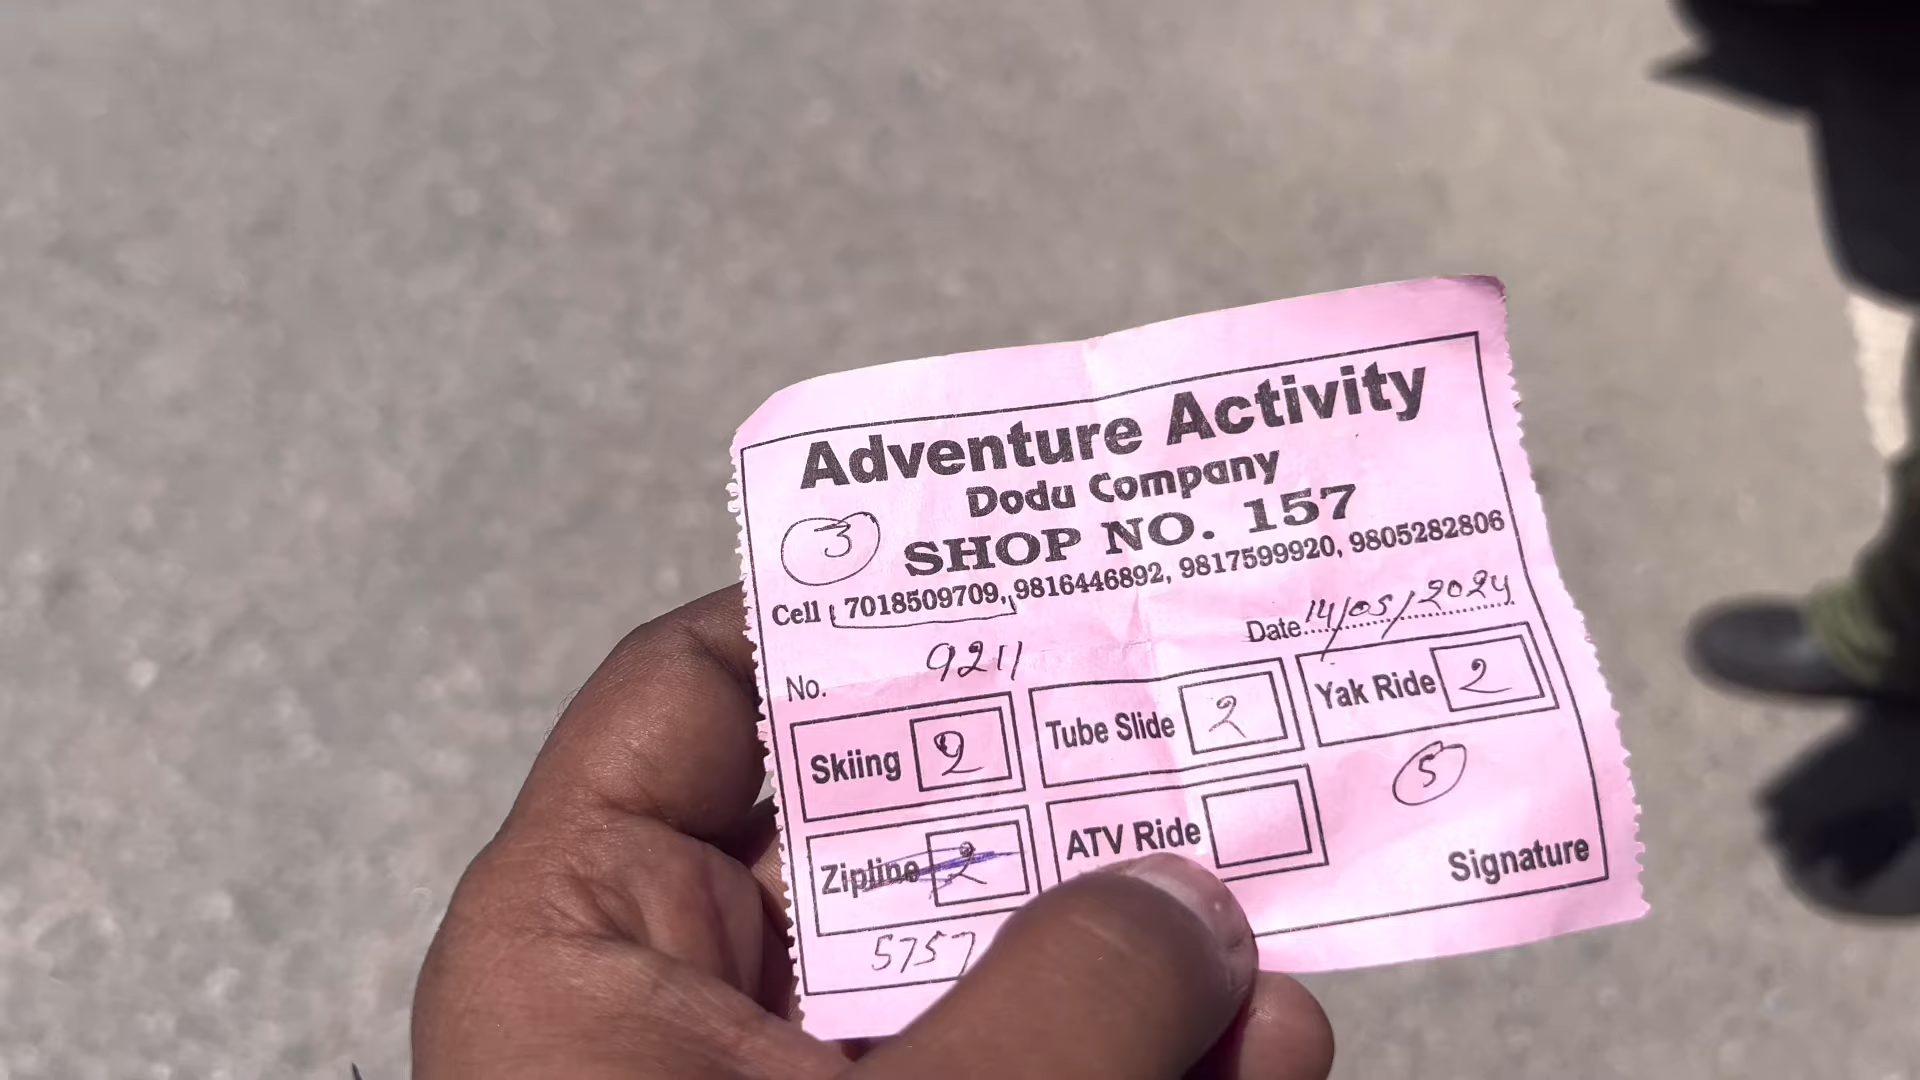 Adventure Activity
Dodu Company
3
SHOP NO. 157
Cell 7018509709, 9816446892, 9817599920, 9805282806
Date 14/05/2024
No. 9211
Skiing 2
Tube Slide 2
Yak Ride 2
Zipline 2
ATV Ride
5
Signature
5757